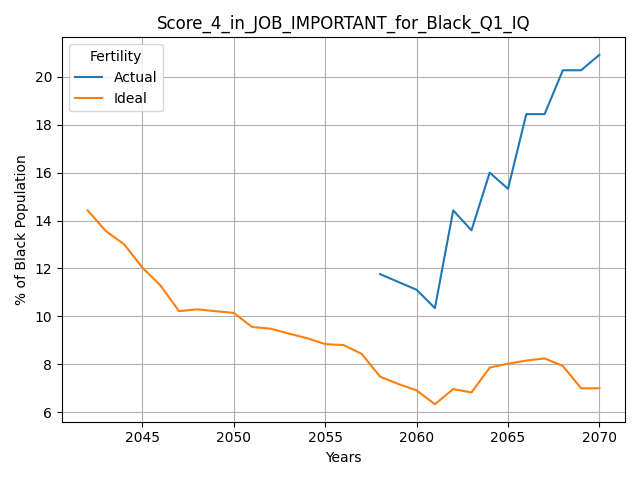 Score_4_in_JOB_IMPORTANT_for_Black_Q1_IQ
Fertility
Actual
Ideal
% of Black Population
20
18
16
14
12
10
8
6
2045 2050 2055 2060 2065 2070
Years